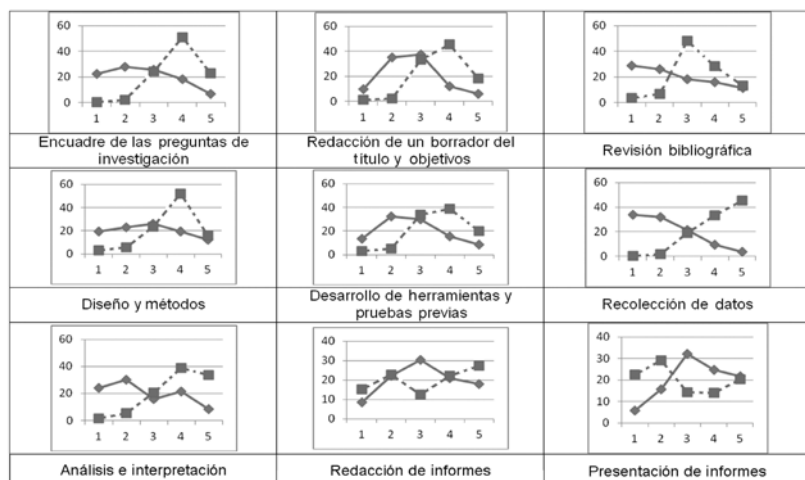 60
40
20
0
1 2 3 4 5
Encuadre de las preguntas de
investigación
60
40
20
0
1 2 3 4 5
Redacción de un borrador del
título y objetivos
60
40
20
0
1 2 3 4 5
Revisión bibliográfica
60
40
20
0
1 2 3 4 5
Diseño y métodos
60
40
20
0
1 2 3 4 5
Desarrollo de herramientas y
pruebas previas
60
40
20
0
1 2 3 4 5
Recolección de datos
60
40
20
0
1 2 3 4 5
Análisis e interpretación
40
30
20
10
0
1 2 3 4 5
Redacción de informes
40
30
20
10
0
1 2 3 4 5
Presentación de informes